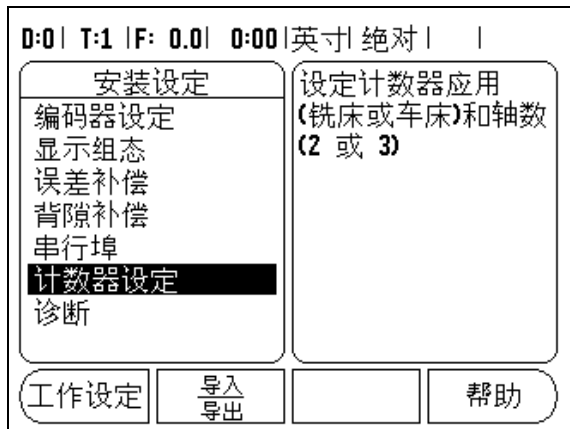 D:0| T:1 |F: 0.0| 0:00|英寸|绝对| |
安装设定
编码器设定
显示组态
误差补偿
背隙补偿
串行埠
计数器设定
诊断
设定计数器应用
(铣床或车床)和轴数
(2 或 3)
工作设定
导入
导出
帮助